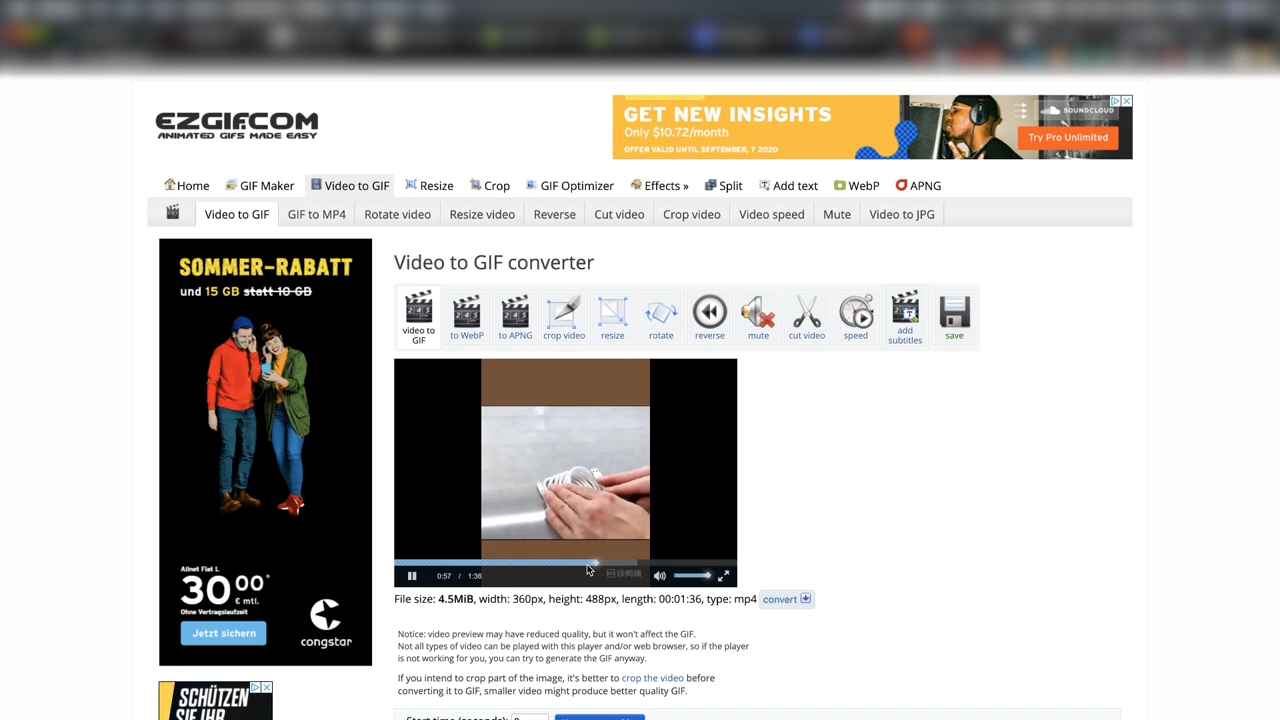 EZGIF.COM
ANIMATED GIFS MADE EASY
GET NEW INSIGHTS
Only $10.72/month
OFFER VALID UNTIL SEPTEMBER, 7 2020
SOUNDCLOUD
Try Pro Unlimited
Home GIF Maker Video to GIF Resize Crop GIF Optimizer Effects » Split Add text WebP APNG
Video to GIF GIF to MP4 Rotate video Resize video Reverse Cut video Crop video Video speed Mute Video to JPG
SOMMER-RABATT
und 15 GB statt 10 GB
Allnet Flat L
30 00*
€ mtl.
Ohne Vertragslaufzeit
Jetzt sichern
congstar
SCHÜTZEN
SIE IHR
Video to GIF converter
video to GIF
to WebP
to APNG
crop video
resize
rotate
reverse
mute
cut video
speed
add subtitles
save
0:57 / 1:36
File size: 4.5MiB, width: 360px, height: 488px, length: 00:01:36, type: mp4 convert
Notice: video preview may have reduced quality, but it won't affect the GIF.
Not all types of video can be played with this player and/or web browser, so if the player
is not working for you, you can try to generate the GIF anyway.
If you intend to crop part of the image, it's better to crop the video before
converting it to GIF, smaller video might produce better quality GIF.
Start time (seconds):